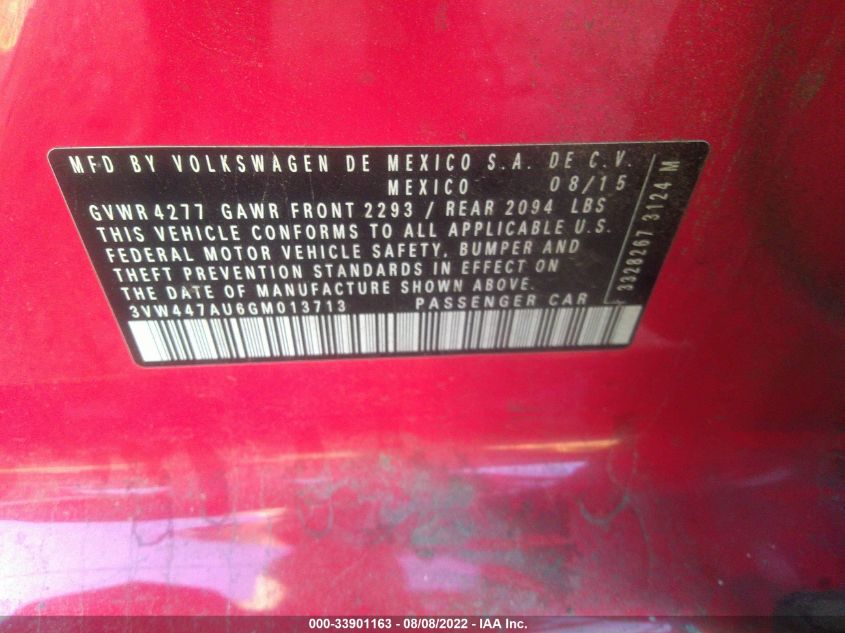 MFD BY VOLKSWAGEN DE MEXICO S.A. DE C.V.
MEXICO 08/15
GVWR 4277 GAWR FRONT 2293 / REAR 2094 LBS
THIS VEHICLE CONFORMS TO ALL APPLICABLE U.S.
FEDERAL MOTOR VEHICLE SAFETY, BUMPER AND
THEFT PREVENTION STANDARDS IN EFFECT ON
THE DATE OF MANUFACTURE SHOWN ABOVE.
3VW447AU6GM013713 PASSENGER CAR
3328267 3124 M
000-33901163 - 08/08/2022 - IAA Inc.